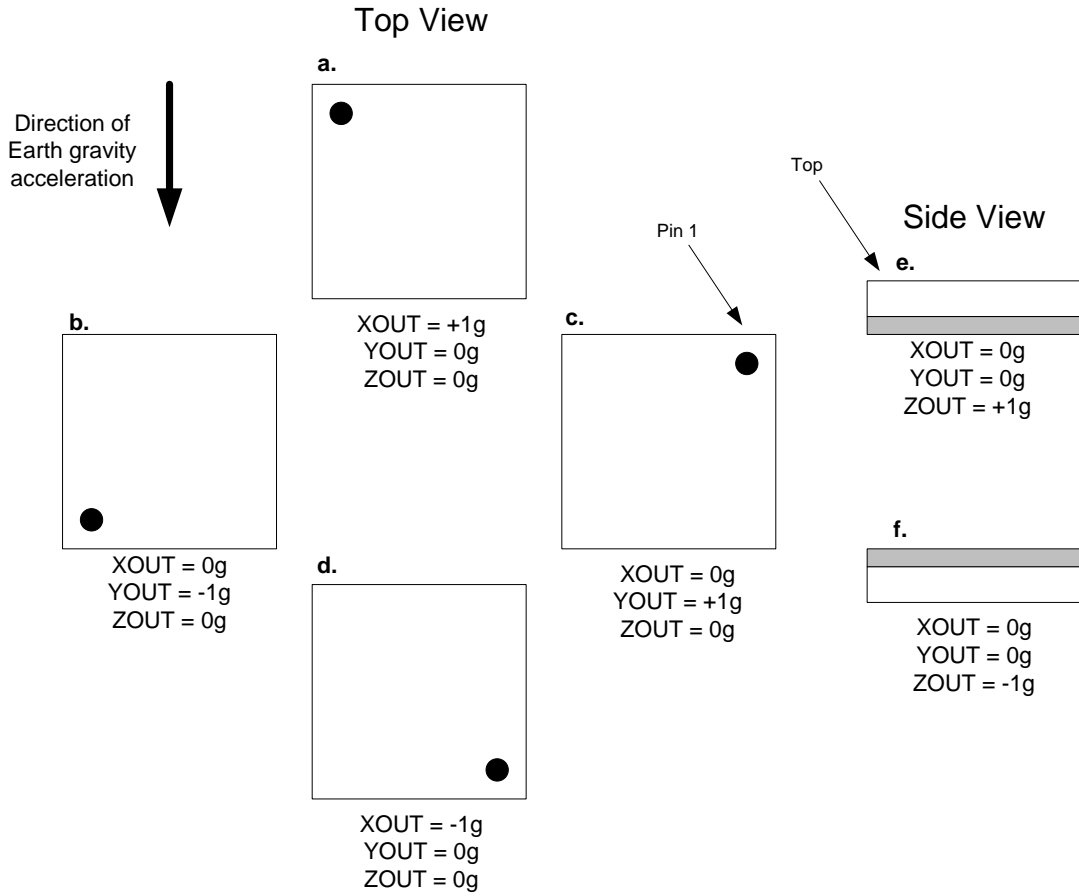 Top View
a.
Direction of
Earth gravity
acceleration
XOUT = +1g
YOUT = 0g
ZOUT = 0g
b.
XOUT = 0g
YOUT = -1g
ZOUT = 0g
Pin 1
c.
XOUT = 0g
YOUT = +1g
ZOUT = 0g
d.
XOUT = -1g
YOUT = 0g
ZOUT = 0g
Top
Side View
e.
XOUT = 0g
YOUT = 0g
ZOUT = +1g
f.
XOUT = 0g
YOUT = 0g
ZOUT = -1g